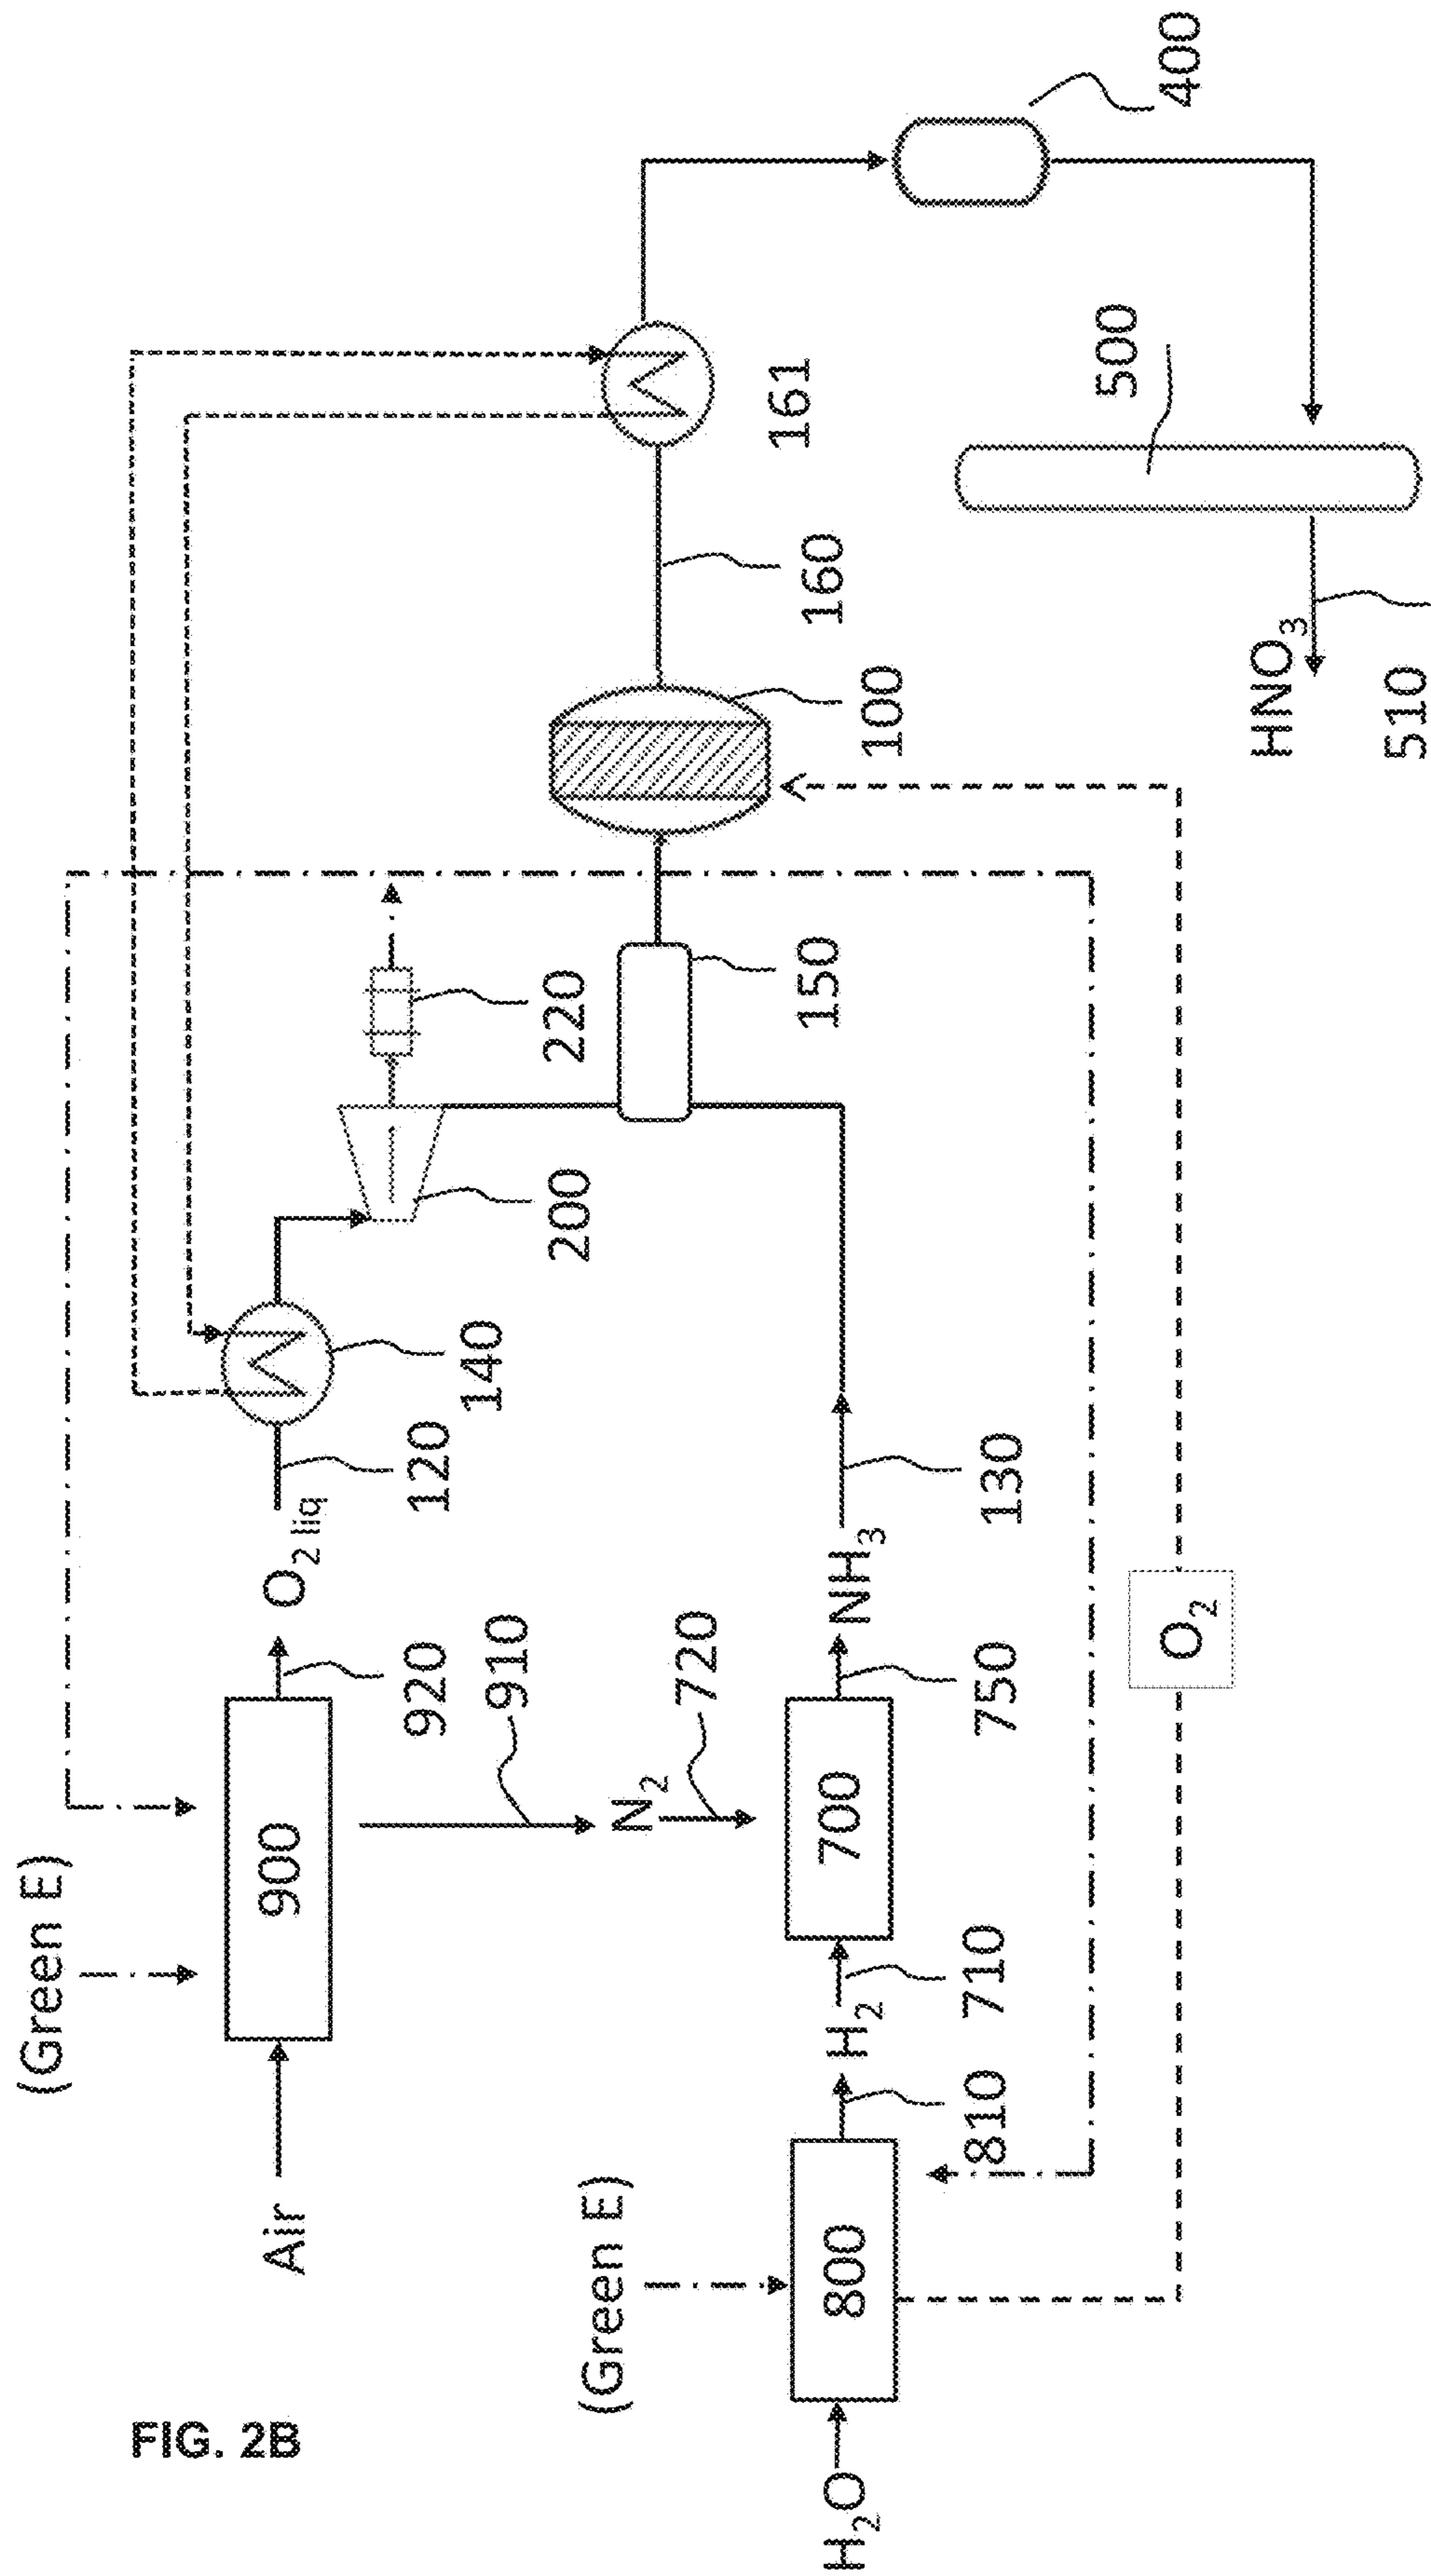 FIG. 2B
(Green E)
Air
900
920
O2 liq
120
140
200
220
910
N2
720
(Green E)
H2O
800
810
H2
710
700
750
NH3
130
150
100
160
161
400
500
HNO3
510
O2